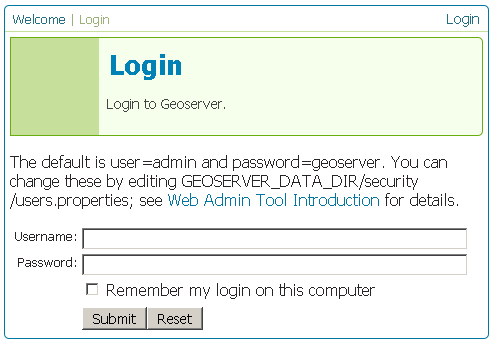 Welcome | Login Login
Login
Login to Geoserver.
The default is user=admin and password=geoserver. You can
change these by editing GEOSERVER_DATA_DIR/security
/users.properties; see Web Admin Tool Introduction for details.
Username:
Password:
Remember my login on this computer
Submit Reset